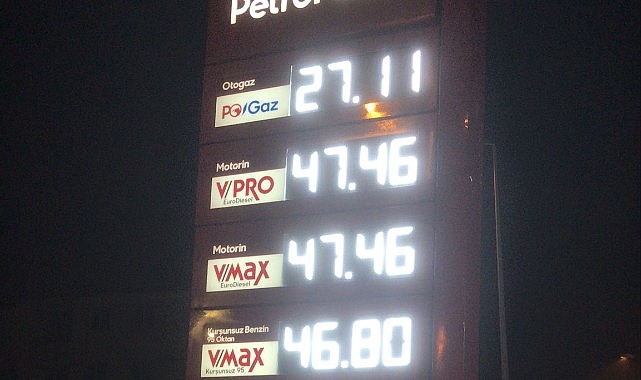 Petrol
Otogaz
PO/Gaz
27.11
Motorin
V/PRO
EuroDiesel
47.46
Motorin
V/MAX
EuroDiesel
47.46
Kurşunsuz Benzin
95 Oktan
V/MAX
Kurşunsuz 95
46.80